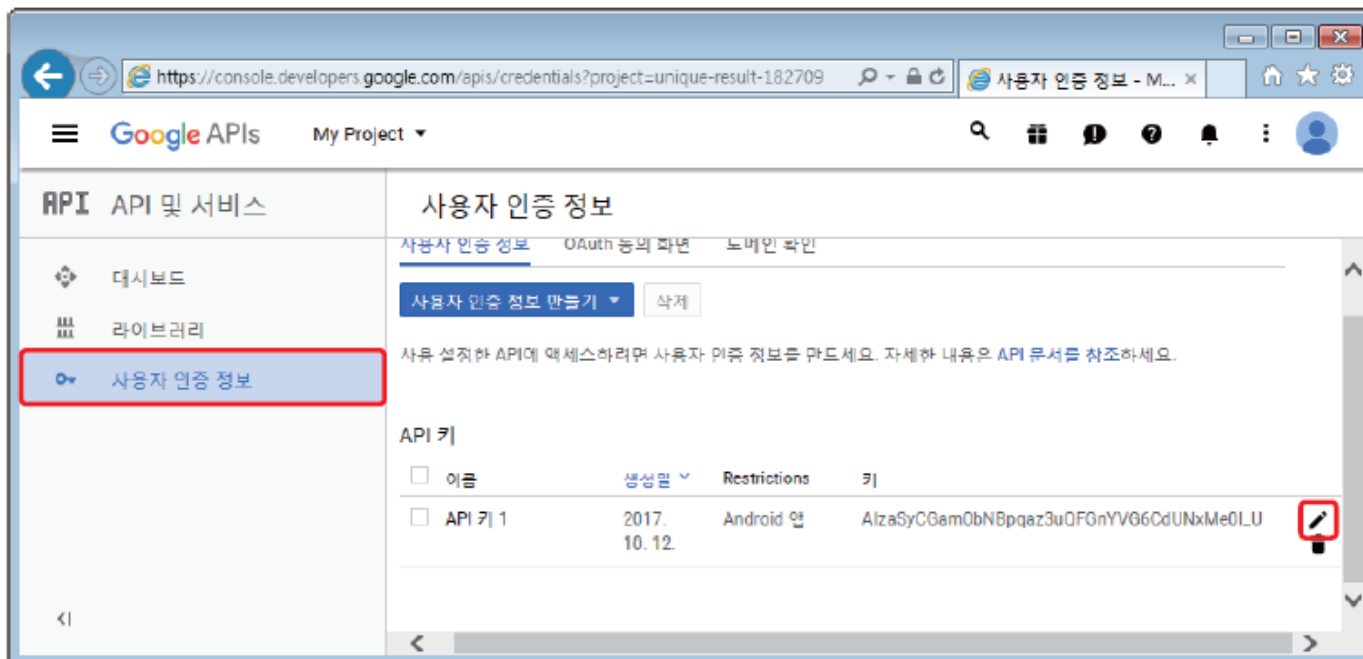 https://console.developers.google.com/apis/credentials?project=unique-result-182709
사용자 인증 정보 - M...
Google APIs
My Project
API API 및 서비스
사용자 인증 정보
사용자 인증 정보 OAuth 동의 화면 도메인 확인
대시보드
사용자 인증 정보 만들기 삭제
라이브러리
사용 설정한 API에 액세스하려면 사용자 인증 정보를 만드세요. 자세한 내용은 API 문서를 참조하세요.
사용자 인증 정보
API 키
이름 생성일 Restrictions 키
API 키 1 2017. 10. 12. Android 앱